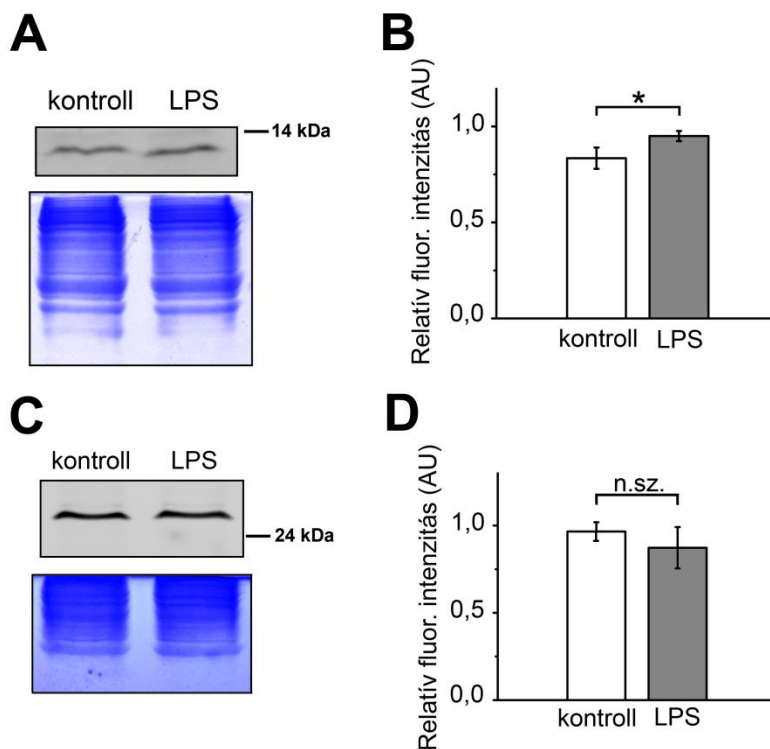 A
kontroll LPS
14 kDa
B
Relatív fluor. intenzitás (AU)
1,0
0,5
0,0
*
kontroll LPS
C
kontroll LPS
24 kDa
D
Relatív fluor. intenzitás (AU)
1,0
0,5
0,0
n.sz.
kontroll LPS